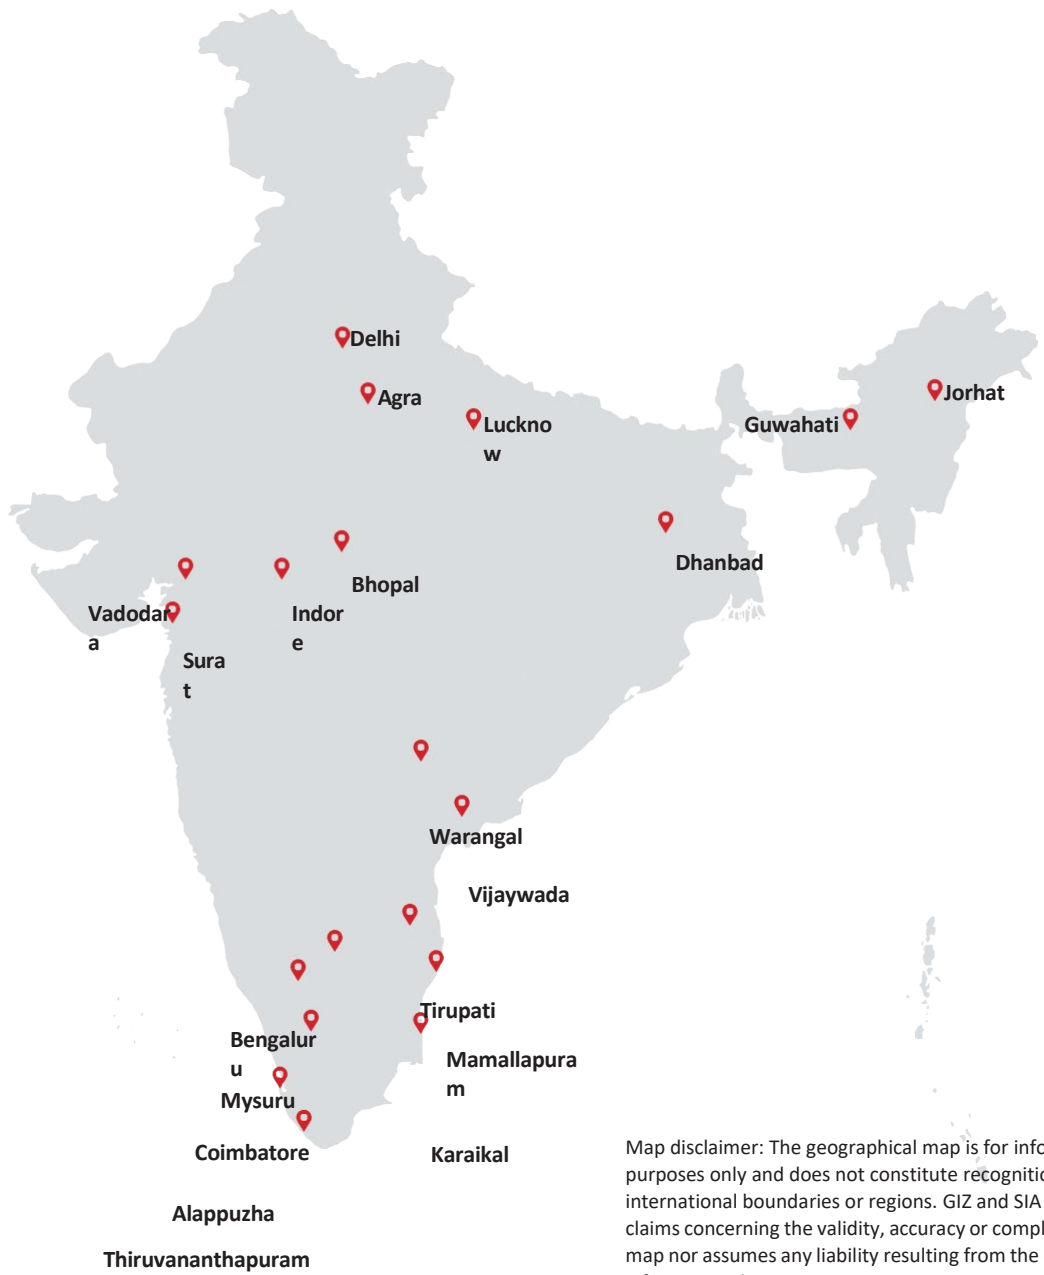 Delhi
Agra
Jorhat
Guwahati
Luckno
w
Dhanbad
Bhopal
Vadodar
a
Indor
e
Sura
t
Warangal
Vijaywada
Tirupati
Bengalur
u
Mamallapura
m
Mysuru
Coimbatore
Karaikal
Alappuzha
Thiruvananthapuram
Map disclaimer: The geographical map is for info
purposes only and does not constitute recognitio
international boundaries or regions. GIZ and SIA
claims concerning the validity, accuracy or compl
map nor assumes any liability resulting from the